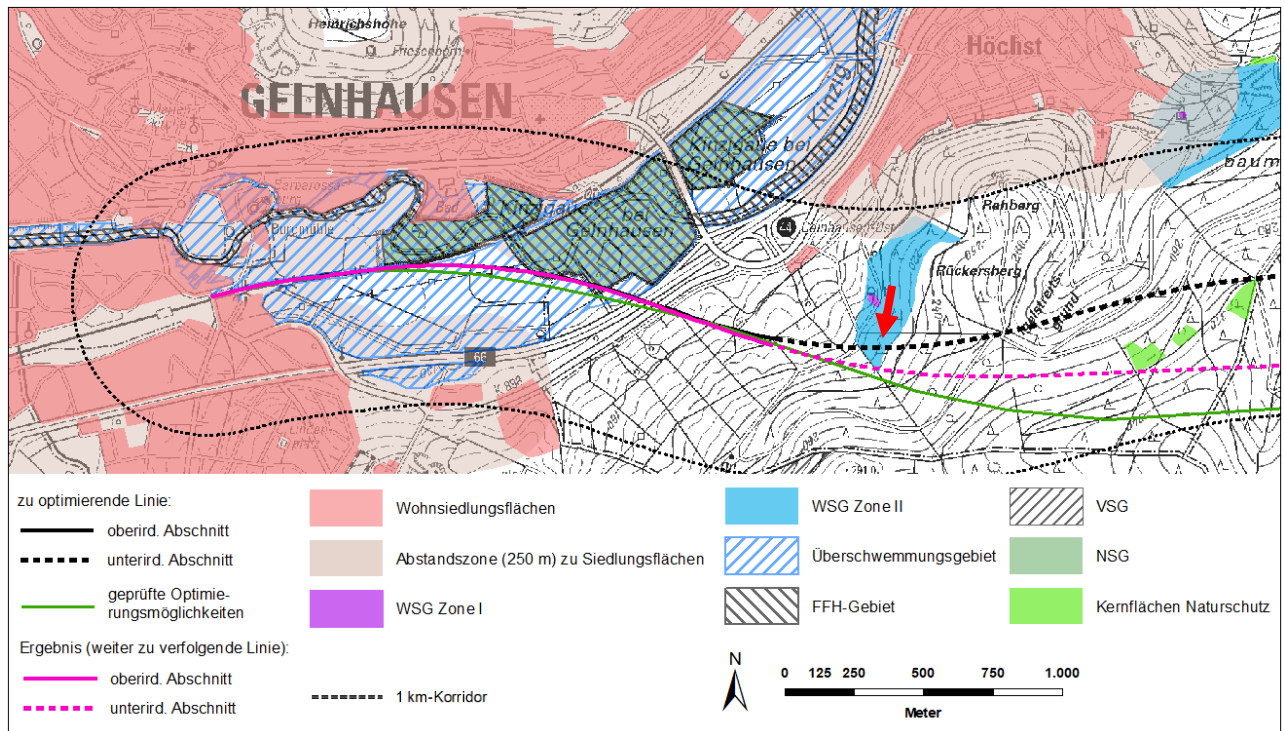 Heinrichshöhe
Höchst
GELNHAUSEN
Kinzig
Kinzigaue bei
Gelnhausen
baum
Bad
Kinzigaue
bei
Gelnhausen
Burgmühle
Rehberg
44
Rückersberg
66
zu optimierende Linie:
oberird. Abschnitt
unterird. Abschnitt
geprüfte Optimie-
rungsmöglichkeiten
Ergebnis (weiter zu verfolgende Linie):
oberird. Abschnitt
unterird. Abschnitt
Wohnsiedlungsflächen
Abstandszone (250 m) zu Siedlungsflächen
WSG Zone I
1 km-Korridor
WSG Zone II
Überschwemmungsgebiet
FFH-Gebiet
VSG
NSG
Kernflächen Naturschutz
N
0 125 250 500 750 1.000
Meter